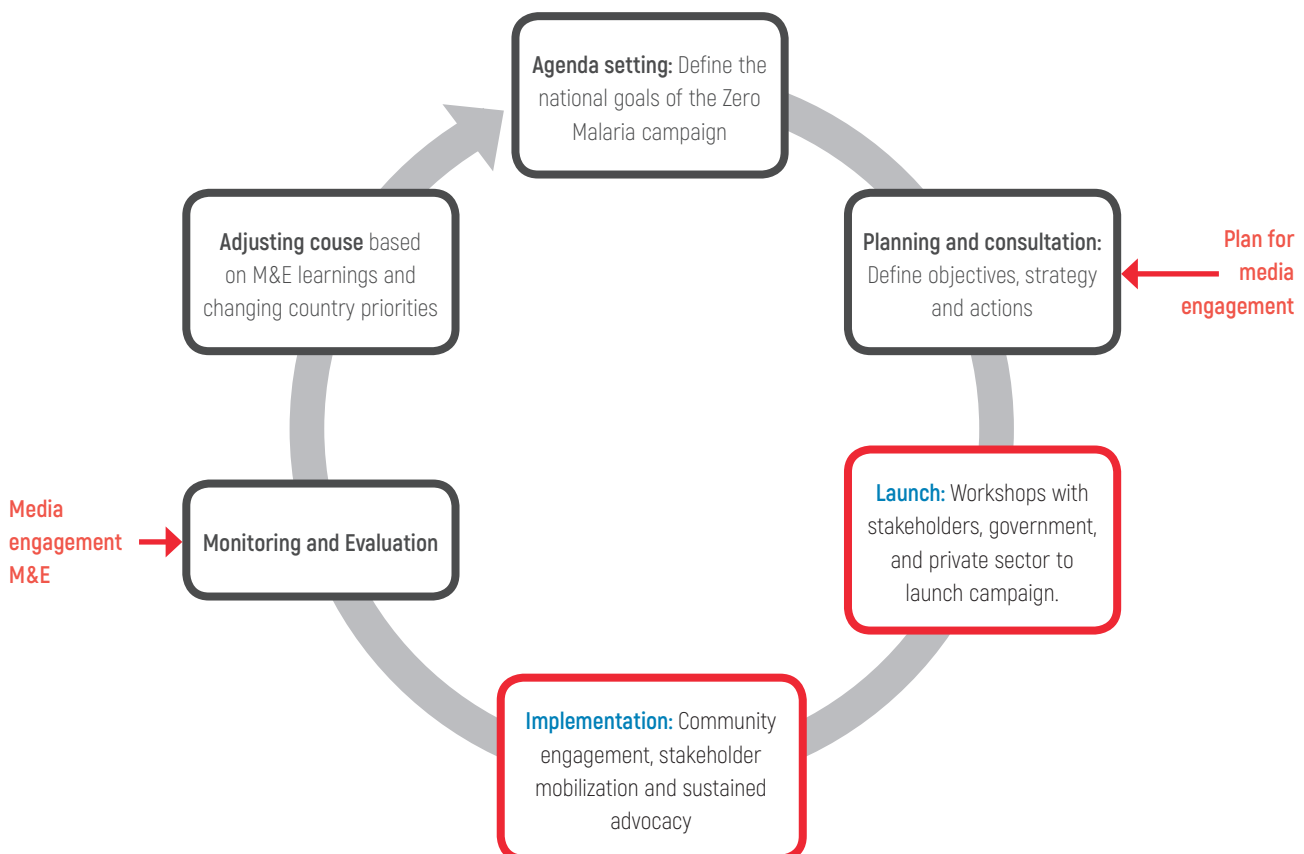 Agenda setting: Define the
national goals of the Zero
Malaria campaign
Planning and consultation:
Define objectives, strategy
and actions
Plan for
media
engagement
Launch: Workshops with
stakeholders, government,
and private sector to
launch campaign.
Implementation: Community
engagement, stakeholder
mobilization and sustained
advocacy
Monitoring and Evaluation
Media
engagement
M&E
Adjusting couse based
on M&E learnings and
changing country priorities